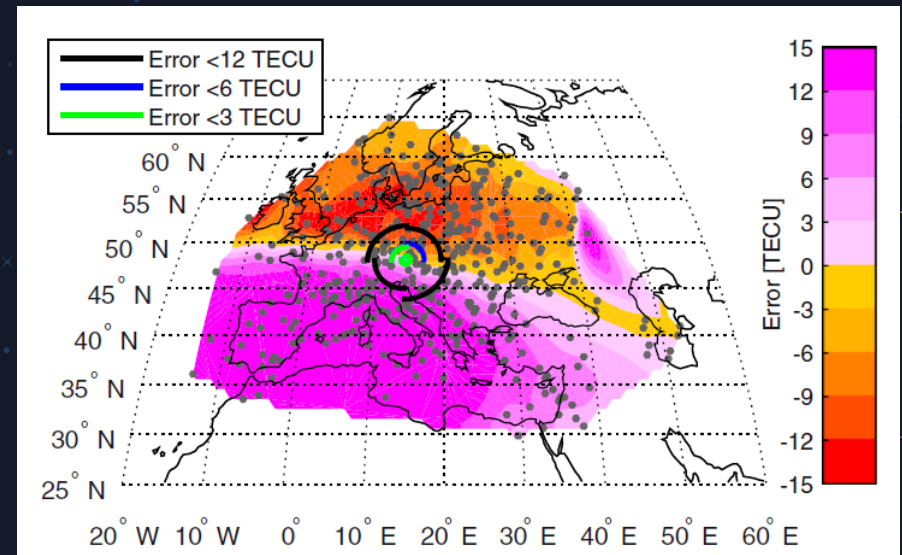 Error <12 TECU
Error <6 TECU
Error <3 TECU
60° N
55° N
50° N
45° N
40° N
35° N
30° N
25° N
20° W 10° W 0° 10° E 20° E 30° E 40° E 50° E 60° E
15
12
9
6
3
0
-3
-6
-9
-12
-15
Error [TECU]